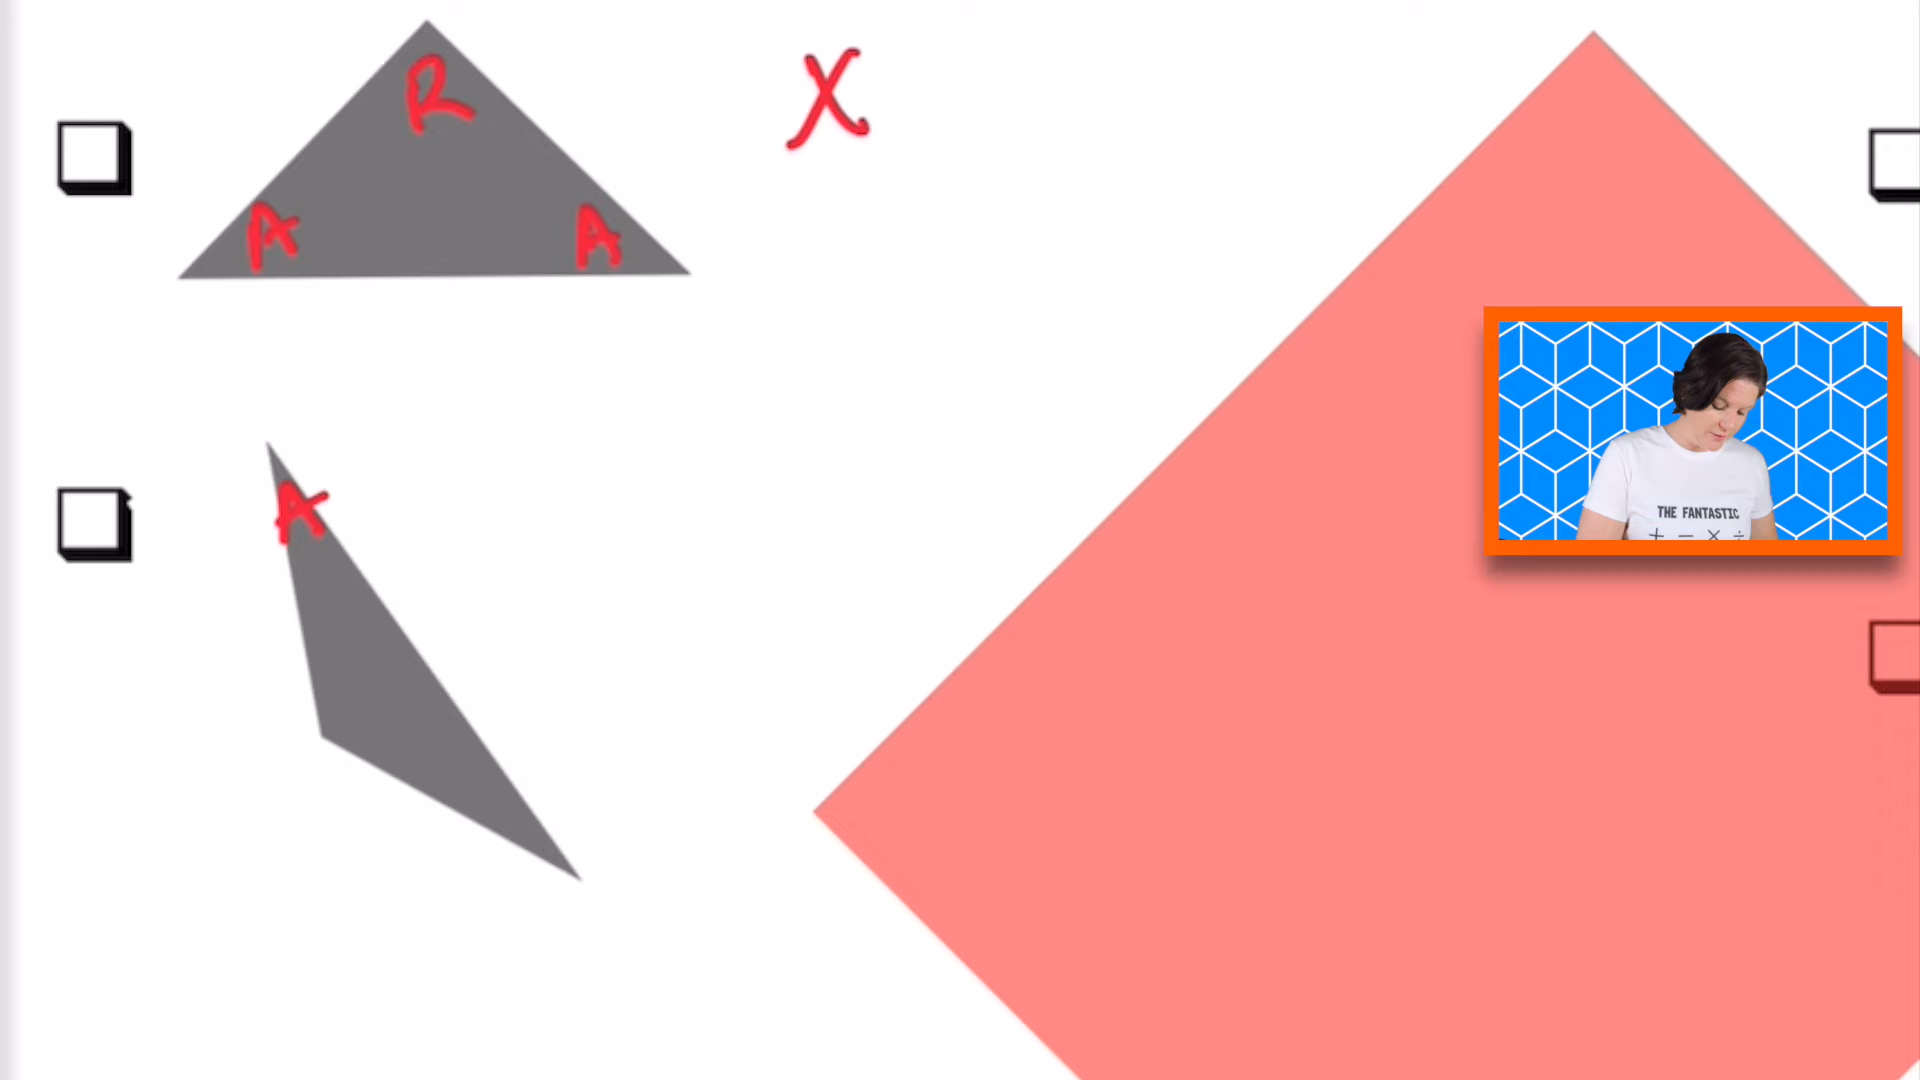 R
X
A A
A
THE FANTASTIC
+ − × ÷